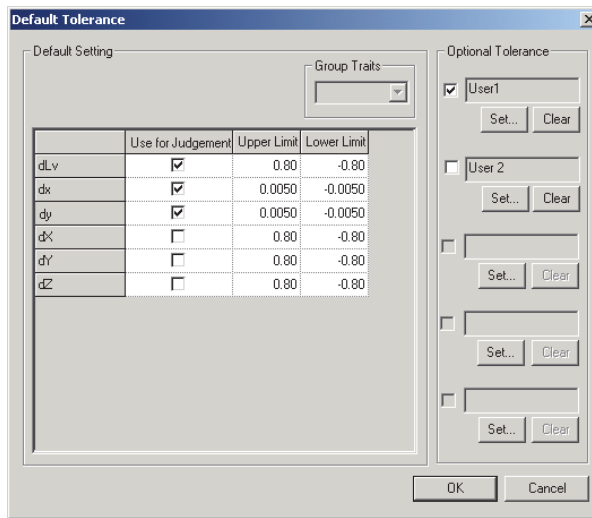 Default Tolerance
Default Setting
Group Traits
Use for Judgement Upper Limit Lower Limit
dLv 0.80 -0.80
dx 0.0050 -0.0050
dy 0.0050 -0.0050
dX 0.80 -0.80
dY 0.80 -0.80
dZ 0.80 -0.80
Optional Tolerance
User1
Set... Clear
User 2
Set... Clear
Set... Clear
Set... Clear
Set... Clear
OK Cancel